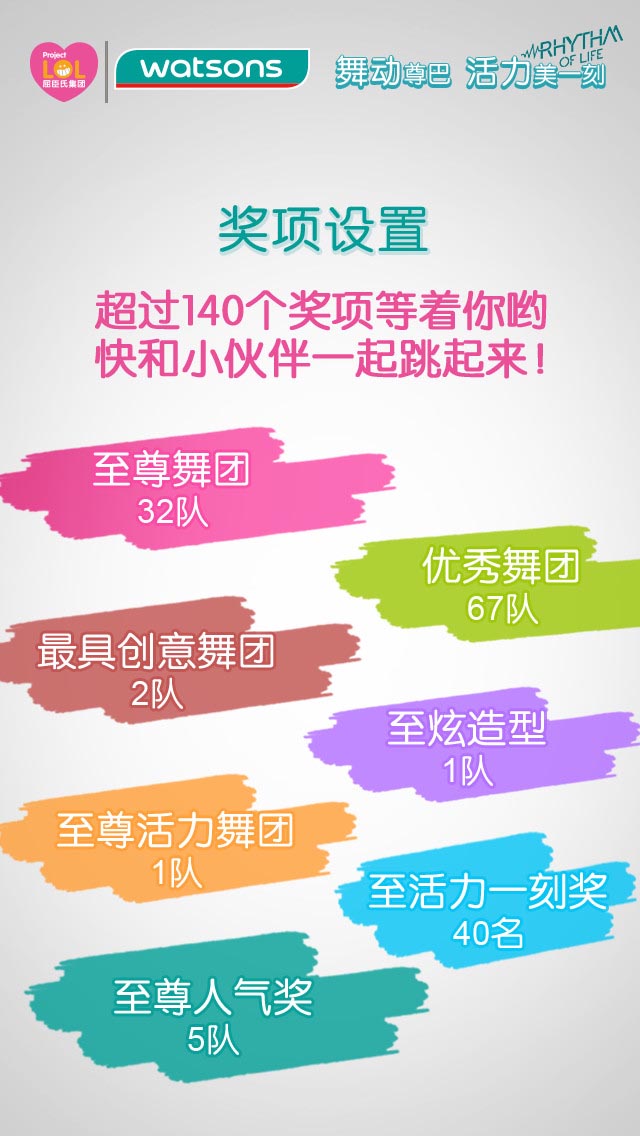 Project
LOL
屈臣氏集团
watsons
舞动尊巴 活力美一刻
RHYTHM
OF LIFE
奖项设置
超过140个奖项等着你哟
快和小伙伴一起跳起来！
至尊舞团
32队
优秀舞团
67队
最具创意舞团
2队
至炫造型
1队
至尊活力舞团
1队
至活力一刻奖
40名
至尊人气奖
5队